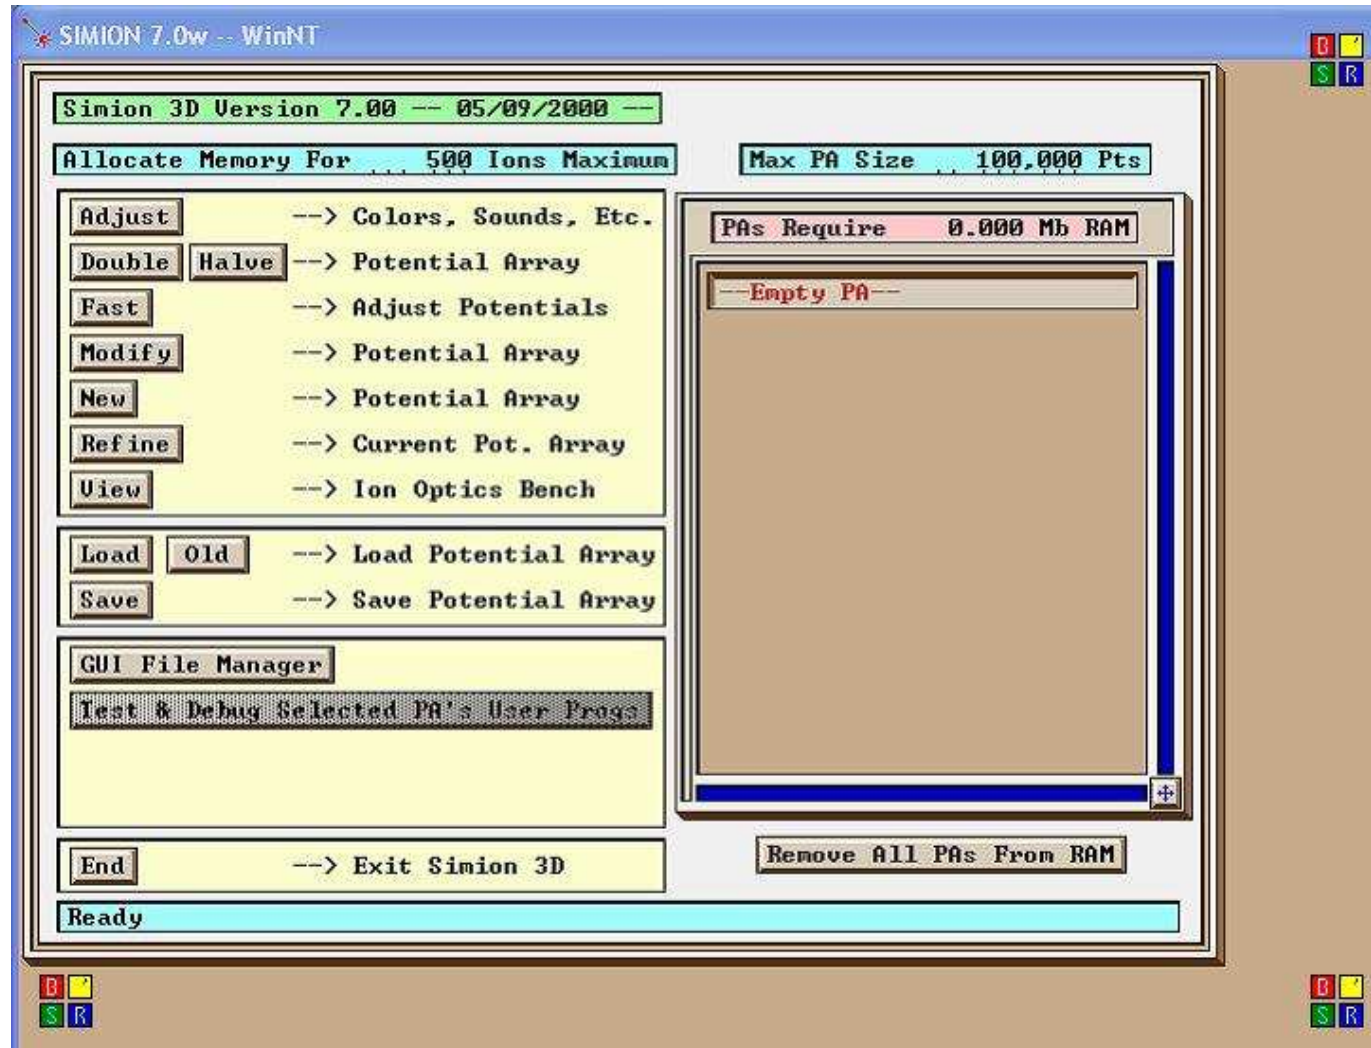 SIMION 7.0w -- WinNT
Simion 3D Version 7.00 -- 05/09/2000 --
Allocate Memory For 500 Ions Maximum
Max PA Size 100,000 Pts
Adjust --> Colors, Sounds, Etc.
Double Halve --> Potential Array
Fast --> Adjust Potentials
Modify --> Potential Array
New --> Potential Array
Refine --> Current Pot. Array
View --> Ion Optics Bench
Load Old --> Load Potential Array
Save --> Save Potential Array
GUI File Manager
Test & Debug Selected PA's User Progs
End --> Exit Simion 3D
PAs Require 0.000 Mb RAM
--Empty PA--
Remove All PAs From RAM
Ready
B '
S R
B '
S R
B '
S R